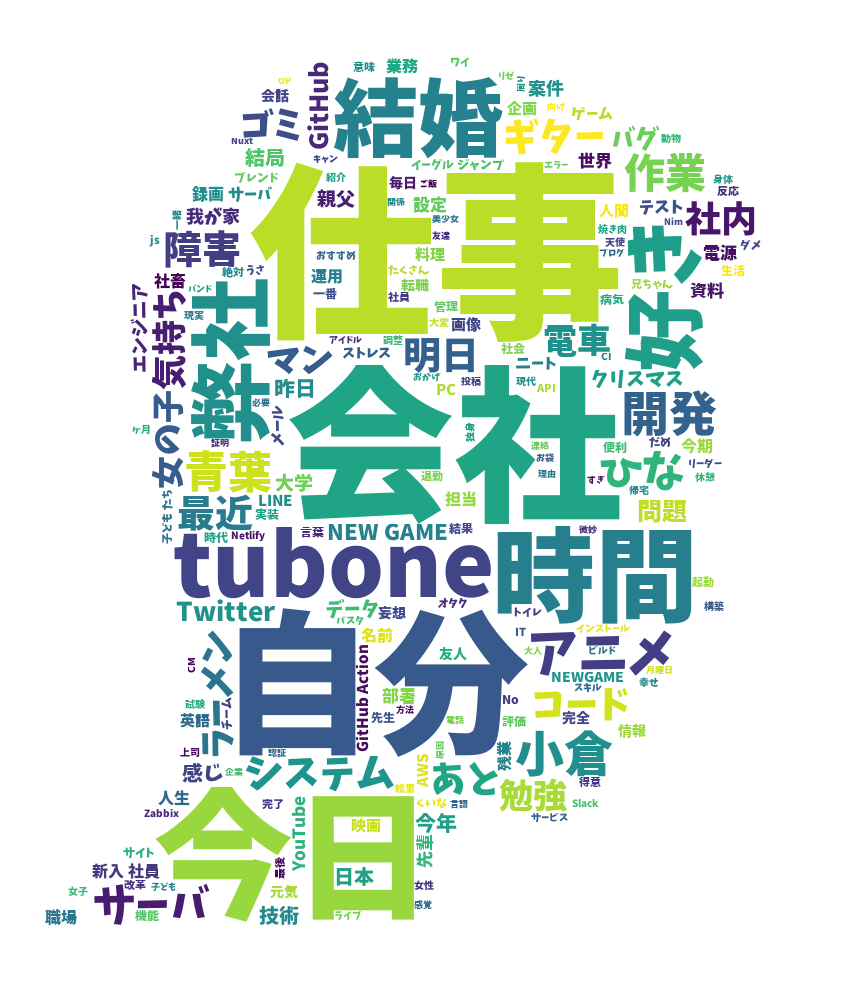 OP
ワイ
意味
業務
リゼ
会話
GitHub
結婚
案件
企画
向け
ゲーム
ゴミ
ギター
バグ
動物
Nuxt
結局
キャン
イーグル ジャンプ
エラー
世界
作業
ブレンド
紹介
毎日
ご飯
身体
反応
録画 サーバ
親父
関係
設定
美少女
人間
テスト
Nim
社内
我が家
仕事
友達
焼き肉
天使
ブログ
電源
ダメ
js
障害
おすすめ
料理
好き
絶対
うさ
運用
たくさん
転職
生活
社畜
兄ちゃん
資料
バンド
一番
社員
管理
病気
エンジニア
気持ち
弊社
現実
大変
画像
アイドル
調整
社会
電車
マン
ストレス
明日
ニート
CI
昨日
おかげ
PC
投稿
現代
API
クリスマス
必要
開発
女の子
メール
会社
ヶ月
証明
連絡
便利
だめ
今期
お袋
ひな
リーダー
青葉
大学
退勤
理由
すぎ
休憩
帰宅
子どもたち
最近
LINE
実装
担当
問題
時代
Netlify
言葉
NEW GAME
結果
微妙
tubone
時間
起動
Twitter
データ
妄想
オタク
トイレ
構築
パスタ
IT
インストール
名前
自分
大人
ビルド
アニメ
CM
友人
月曜日
ラーメン
GitHub Action
NEWGAME
幸せ
スキル
部署
No
コード
試験
方法
英語
チーム
先生
電話
評価
完全
情報
上司
認証
残業
小倉
感じ
企業
システム
AWS
あと
得意
勉強
人生
絵里
くいな
言語
Slack
Zabbix
完了
YouTube
サービス
今日
映画
今年
サイト
先輩
新入 社員
最後
改革
子ども
日本
女性
女子
サーバ
元気
職場
機能
技術
ライブ
感覚